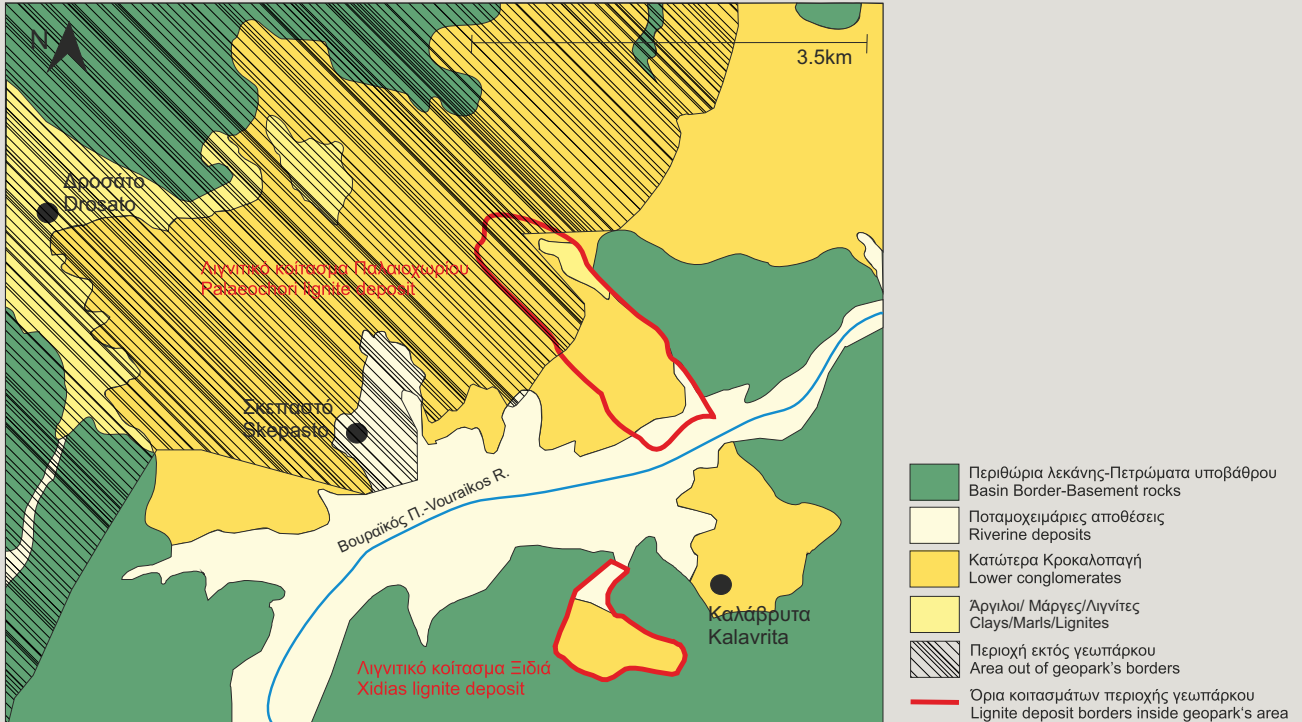 N
3.5km
Δροσάτο
Drosato
Λιγνιτικό κοίτασμα Παλαιοχωρίου
Palaeochori lignite deposit
Σκεπαστό
Skepasto
Βουραϊκός Π.-Vouraikos R.
Καλάβρυτα
Kalavrita
Λιγνιτικό κοίτασμα Ξιδιά
Xidias lignite deposit
Περιθώρια λεκάνης-Πετρώματα υποβάθρου
Basin Border-Basement rocks
Ποταμοχειμάριες αποθέσεις
Riverine deposits
Κατώτερα Κροκαλοπαγή
Lower conglomerates
Άργιλοι/ Μάργες/Λιγνίτες
Clays/Marls/Lignites
Περιοχή εκτός γεωπάρκου
Area out of geopark's borders
Όρια κοιτασμάτων περιοχής γεωπάρκου
Lignite deposit borders inside geopark‘s area